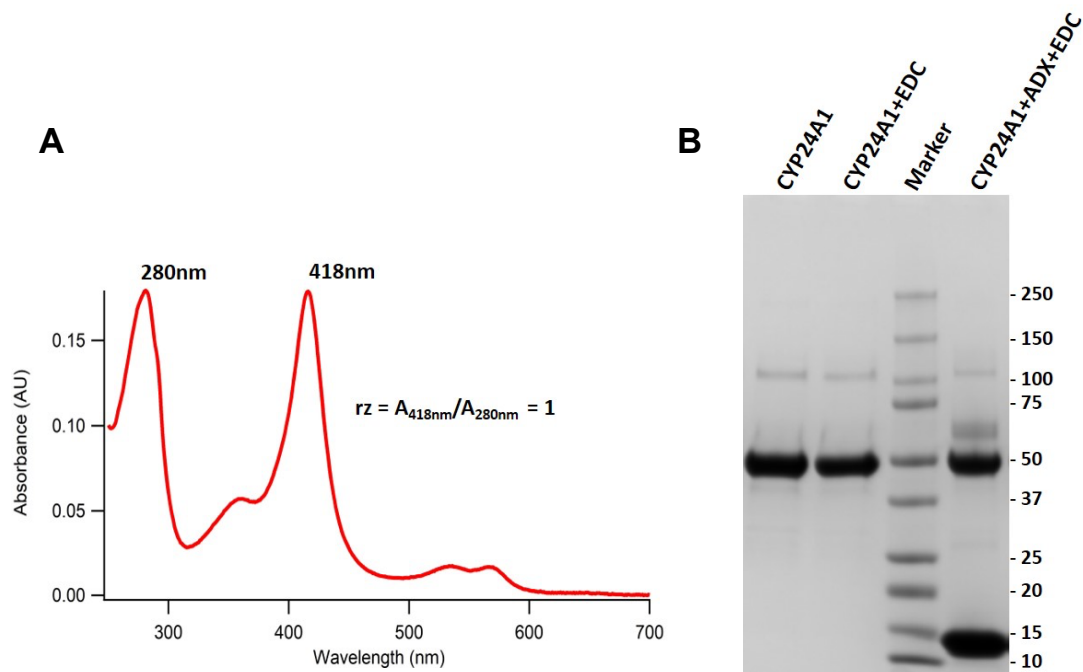 A
280nm
418nm
rz = A418nm/A280nm = 1
0.15
0.10
0.05
0.00
Absorbance (AU)
300
400
500
600
700
Wavelength (nm)
B
CYP24A1
CYP24A1+EDC
Marker
CYP24A1+ADX+EDC
- 250
- 150
- 100
- 75
- 50
- 37
- 25
- 20
- 15
- 10